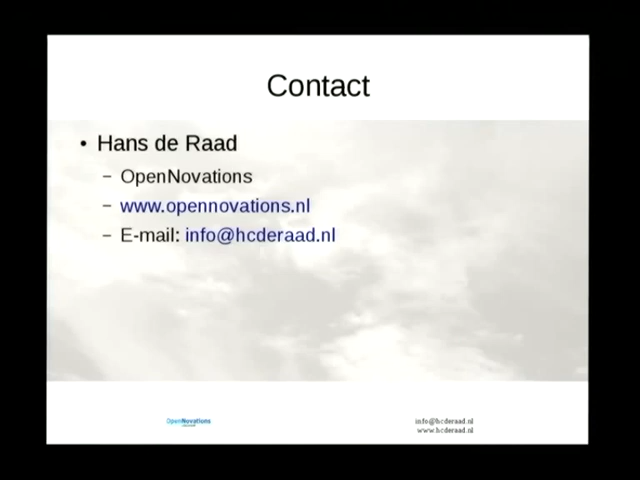 Contact
• Hans de Raad
– OpenNovations
– www.opennovations.nl
– E-mail: info@hcderaad.nl
OpenNovations
info@hcderaad.nl
www.hcderaad.nl